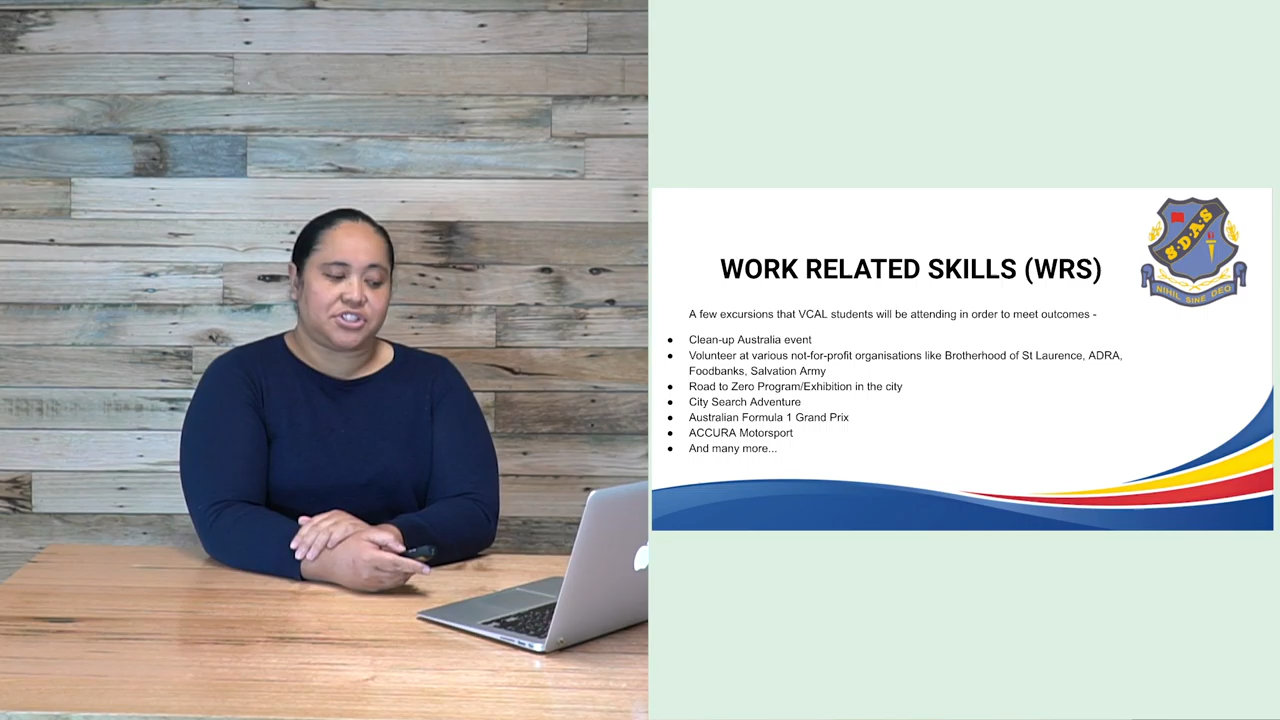 WORK RELATED SKILLS (WRS)
S.D.A.S
NIHIL SINE DEO
A few excursions that VCAL students will be attending in order to meet outcomes -
● Clean-up Australia event
● Volunteer at various not-for-profit organisations like Brotherhood of St Laurence, ADRA,
Foodbanks, Salvation Army
● Road to Zero Program/Exhibition in the city
● City Search Adventure
● Australian Formula 1 Grand Prix
● ACCURA Motorsport
● And many more...